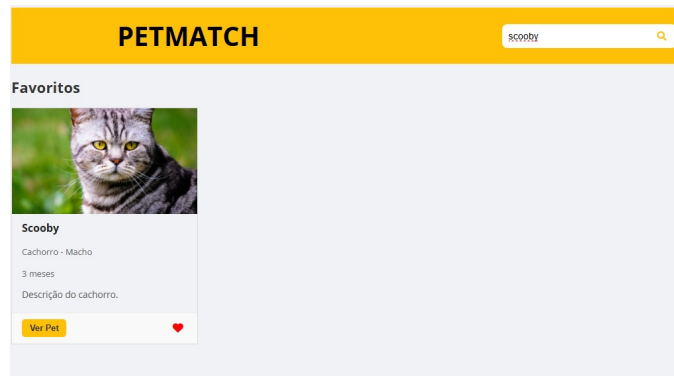 PETMATCH
scooby
Favoritos
Scooby
Cachorro - Macho
3 meses
Descrição do cachorro.
Ver Pet